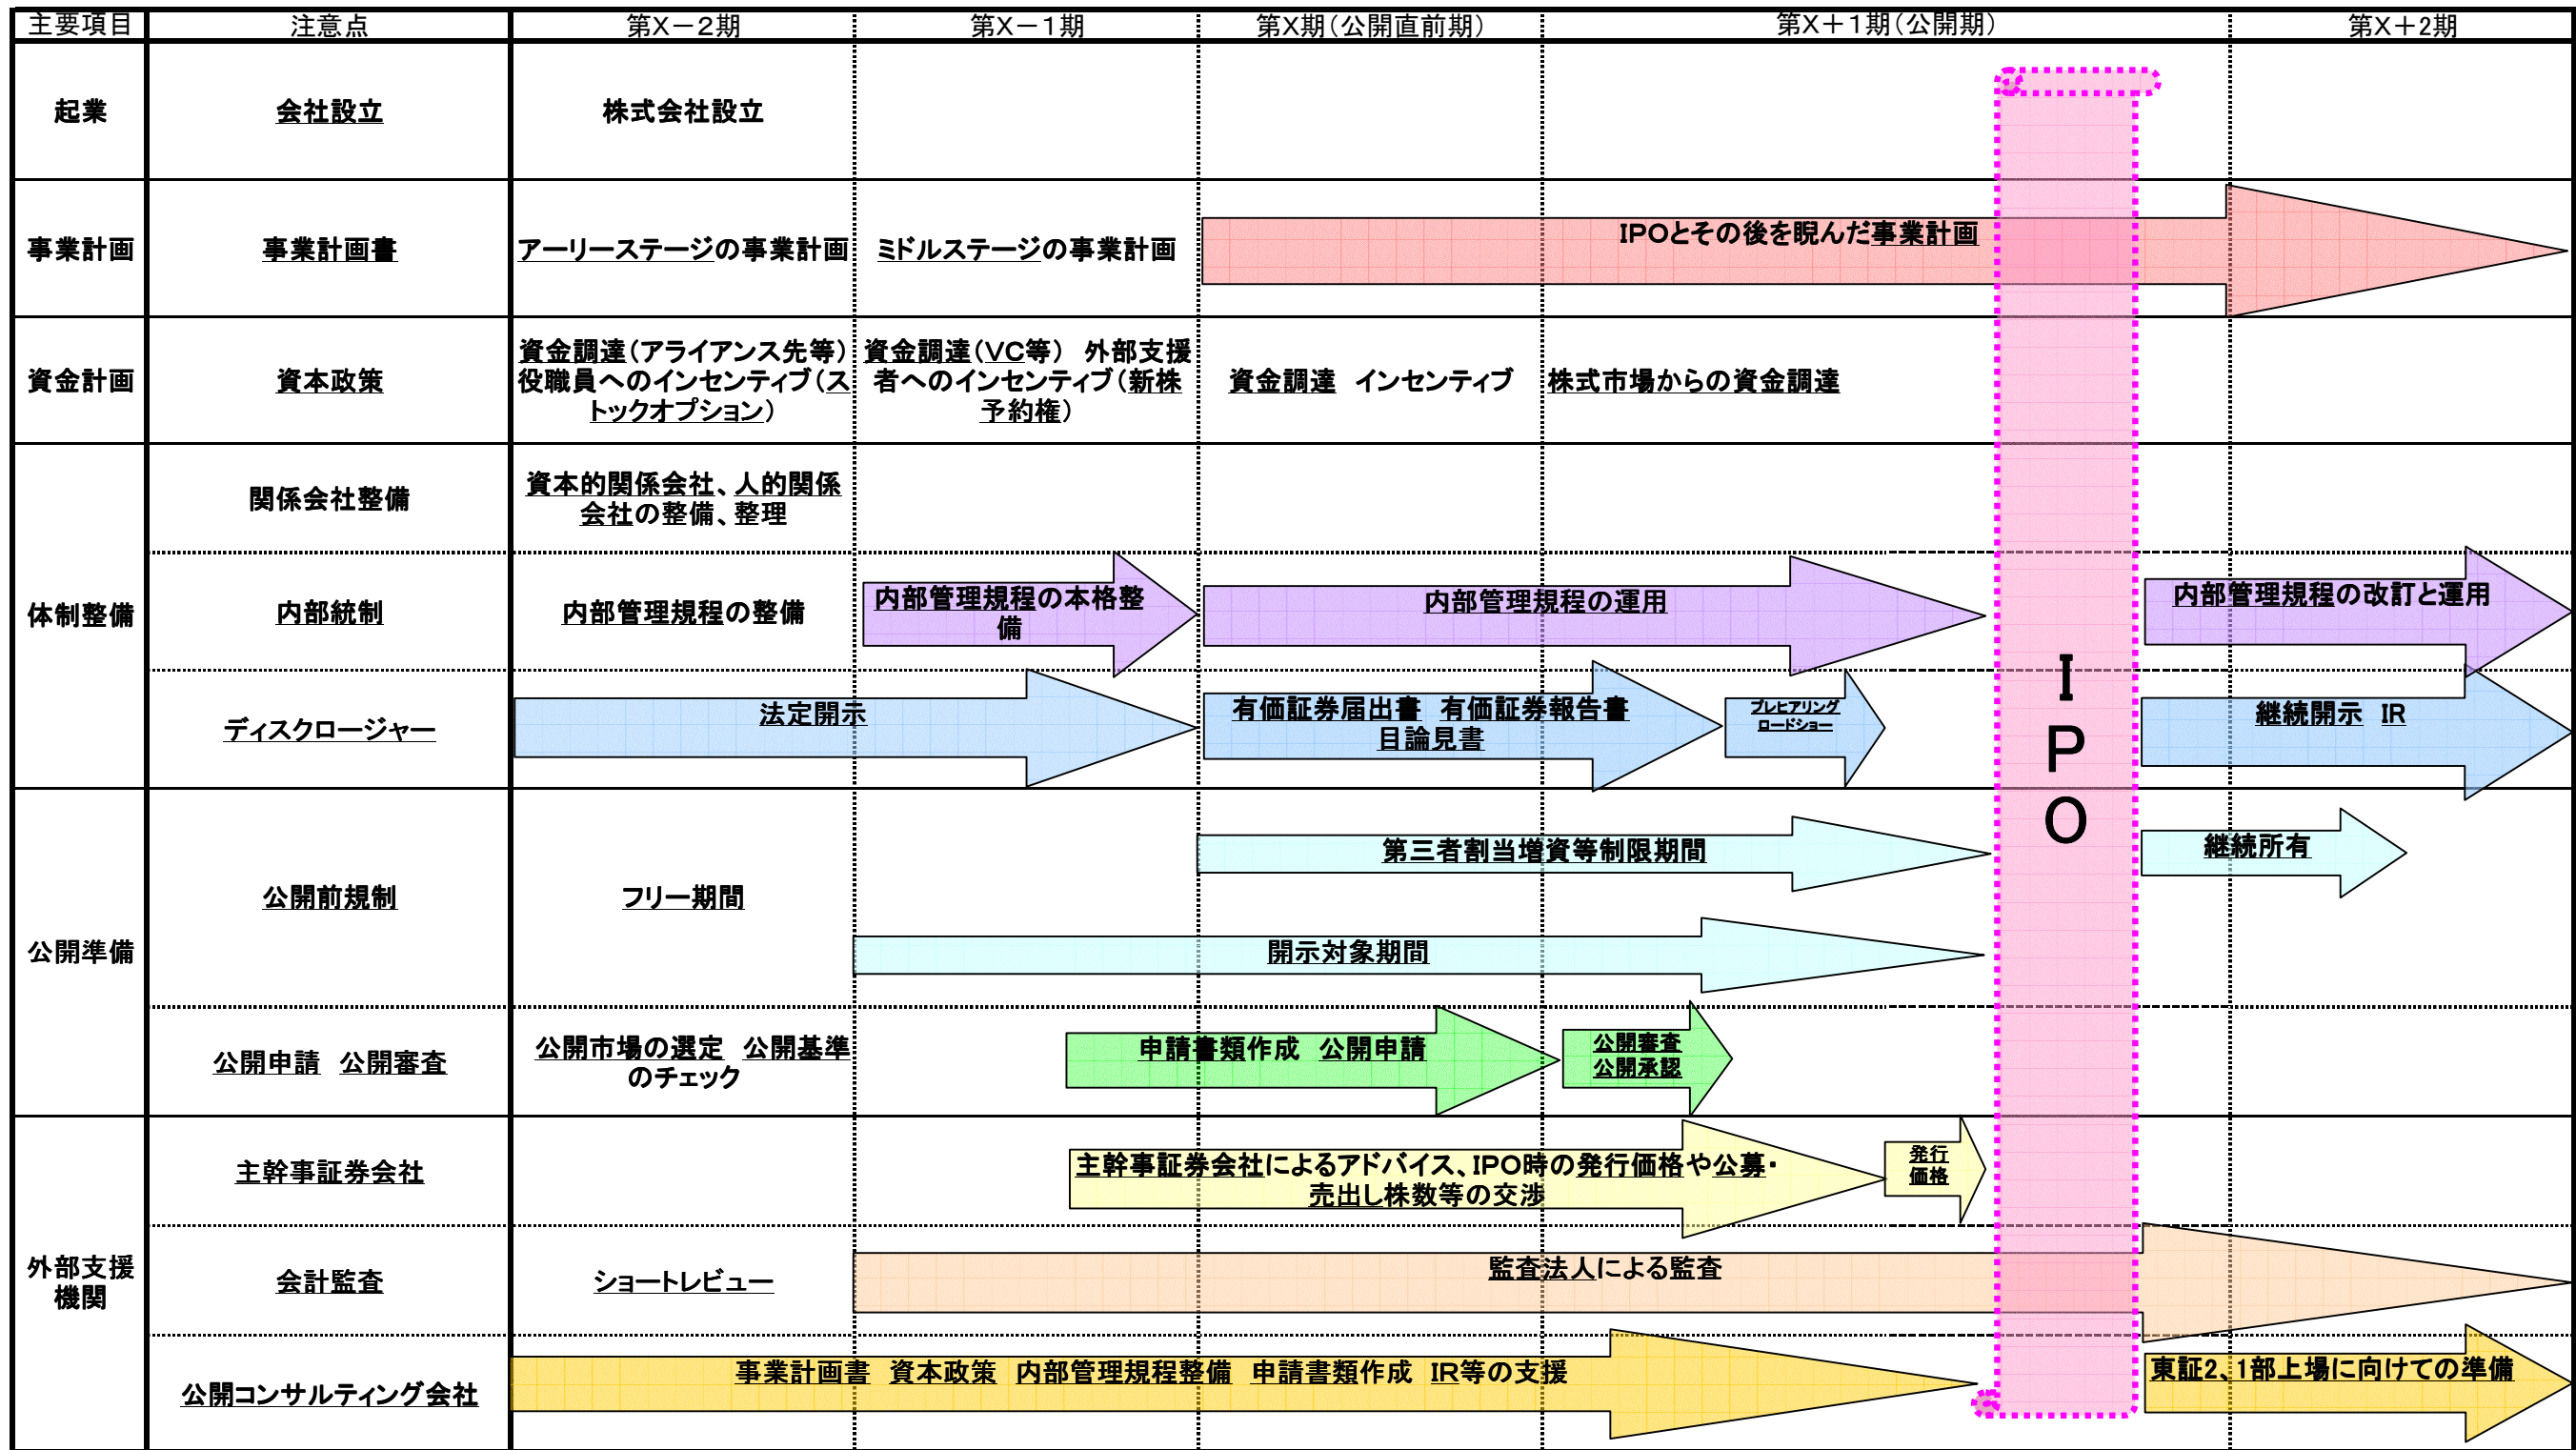 主要項目 注意点 第X－２期 第X－１期 第X期（公開直前期） 第X＋１期（公開期） 第X＋２期
起業 会社設立 株式会社設立
事業計画 事業計画書 アーリーステージの事業計画 ミドルステージの事業計画 IPOとその後を睨んだ事業計画
資金計画 資本政策
資金調達（アライアンス先等）
役職員へのインセンティブ（ス
トックオプション）
資金調達（VC等）　外部支援
者へのインセンティブ（新株
予約権）
資金調達　インセンティブ
株式市場からの資金調達
体制整備
関係会社整備
資本的関係会社、人的関係
会社の整備、整理
内部統制 内部管理規程の整備
内部管理規程の本格整
備
内部管理規程の運用
内部管理規程の改訂と運用
ディスクロージャー
法定開示
有価証券届出書　有価証券報告書
目論見書
プレヒアリング
ロードショー
継続開示　IR
I
P
O
公開準備
公開前規制 フリー期間
第三者割当増資等制限期間
継続所有
開示対象期間
公開申請　公開審査
公開市場の選定　公開基準
のチェック
申請書類作成　公開申請
公開審査
公開承認
外部支援
機関
主幹事証券会社
主幹事証券会社によるアドバイス、IPO時の発行価格や公募・
売出し株数等の交渉
発行
価格
会計監査 ショートレビュー 監査法人による監査
公開コンサルティング会社
事業計画書　資本政策　内部管理規程整備　申請書類作成　IR等の支援
東証2、1部上場に向けての準備